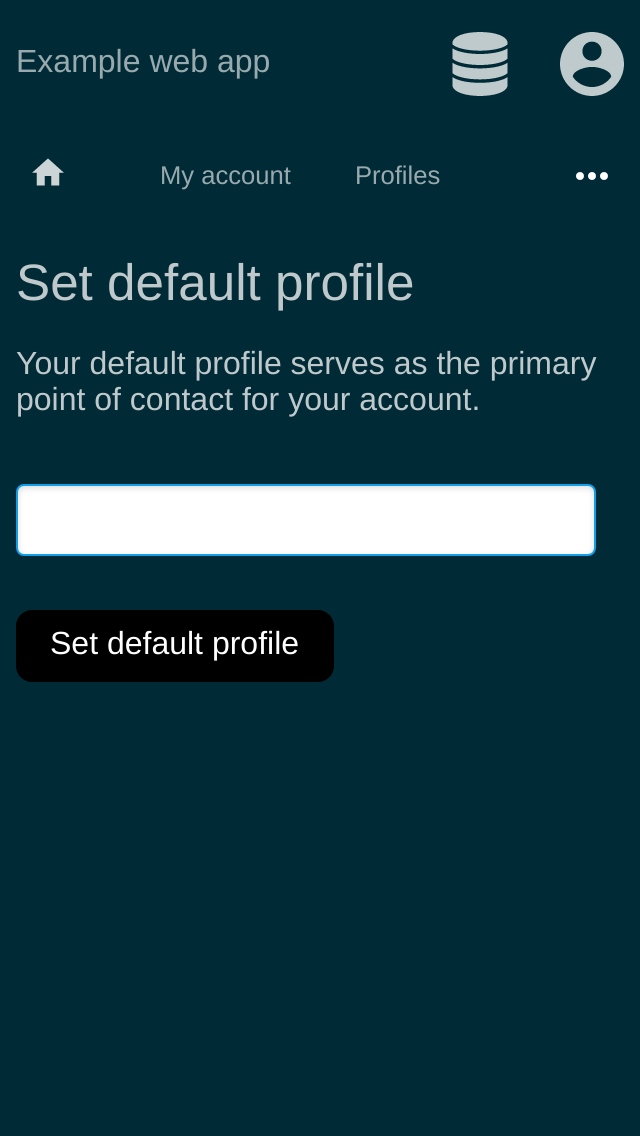 Example web app
My account
Profiles
Set default profile
Your default profile serves as the primary
point of contact for your account.
Set default profile